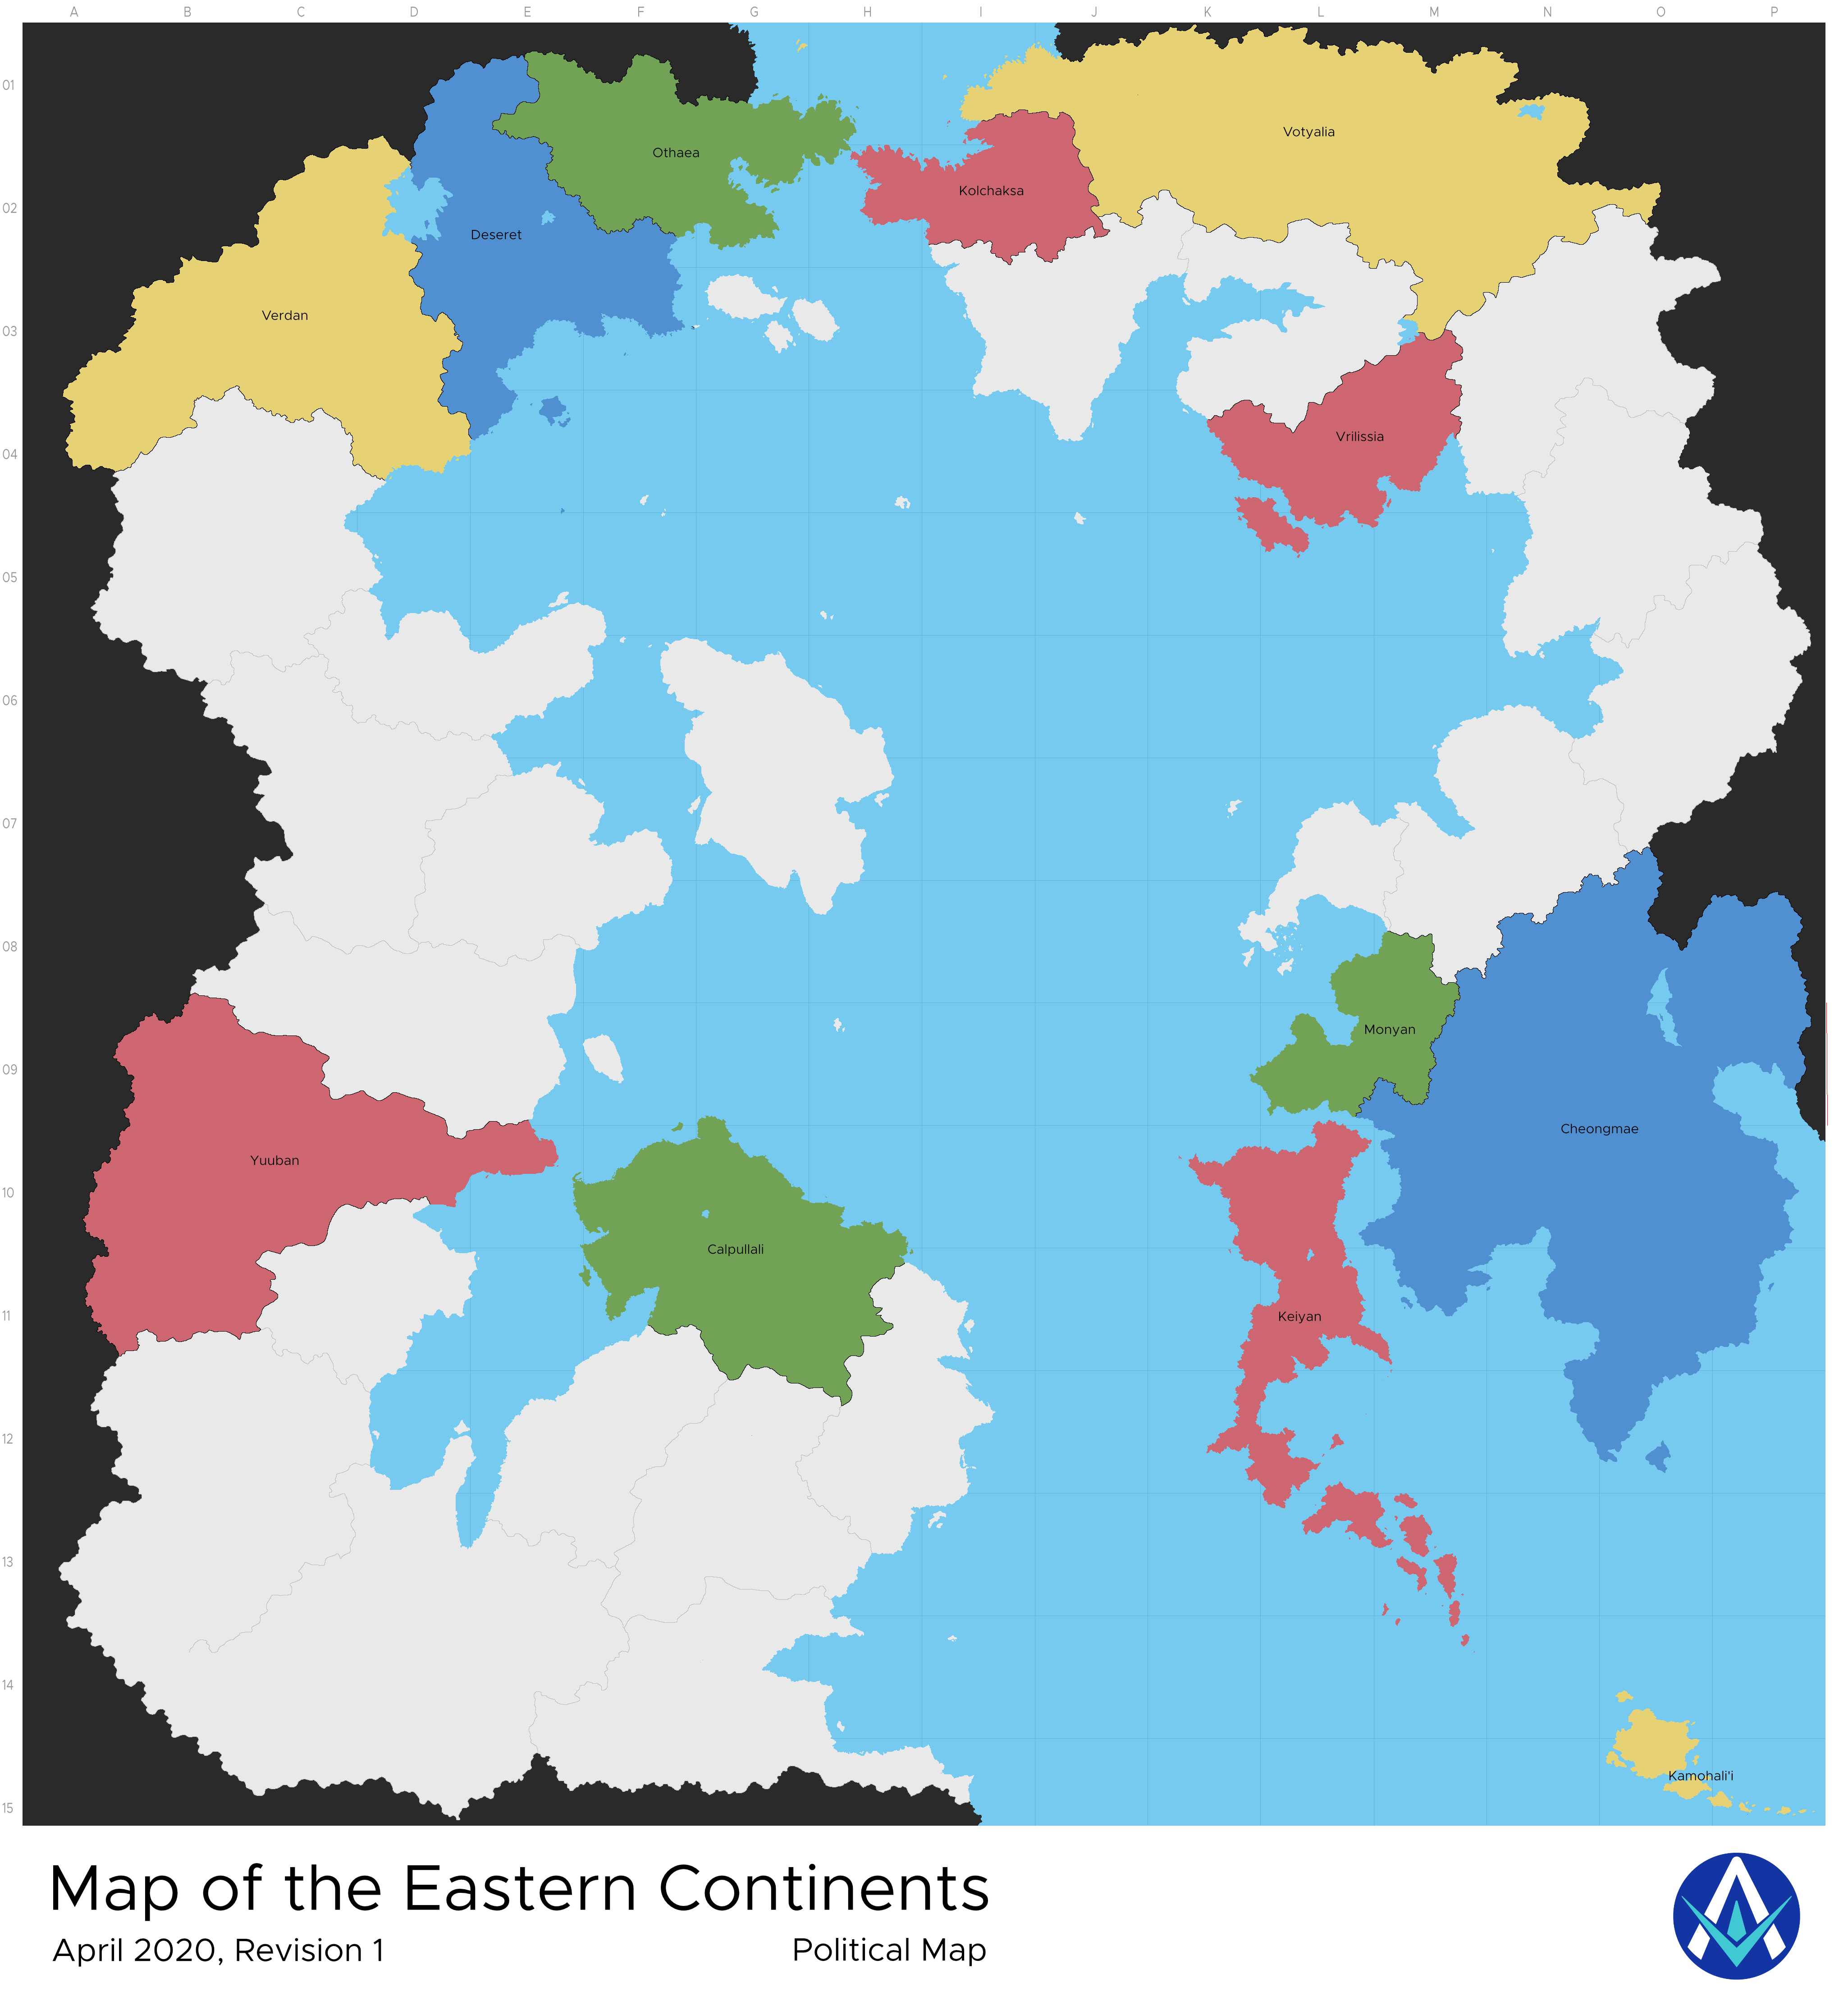 A B C D E F G H I J K L M N O P
01
Votyalia
Othaea
Kolchaksa
02
Deseret
Verdan
03
Vrilissia
04
05
06
07
08
Monyan
09
Cheongmae
Yuuban
10
Calpullali
11
Keiyan
12
13
14
Kamohali'i
15
Map of the Eastern Continents
April 2020, Revision 1
Political Map